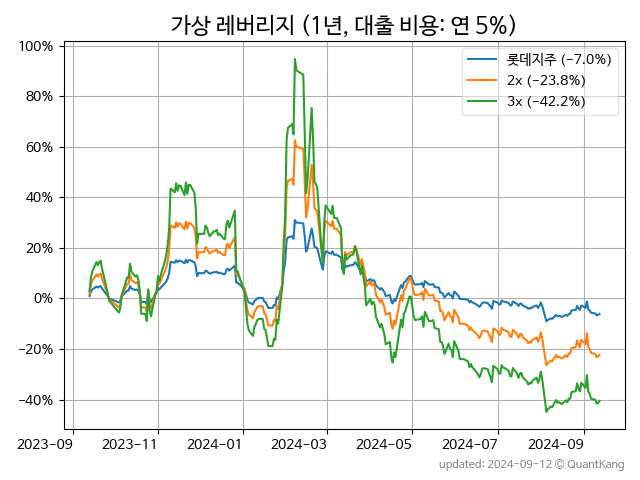 가상 레버리지 (1년, 대출 비용: 연 5%)
롯데지주 (-7.0%)
2x (-23.8%)
3x (-42.2%)
100%
80%
60%
40%
20%
0%
-20%
-40%
2023-09 2023-11 2024-01 2024-03 2024-05 2024-07 2024-09
updated: 2024-09-12 © QuantKang